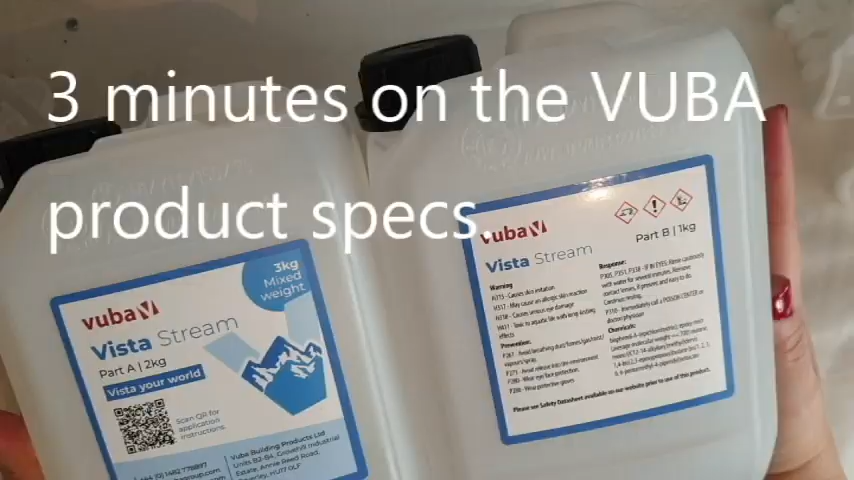 3 minutes on the VUBA
product specs.
vuba
Vista Stream
Part A | 2kg
Vista your world
3kg
Mixed
weight
Scan QR for
application
instructions.
Vuba Building Products Ltd
Units B2-B4, Grovehill Industrial
Estate, Annie Reed Road,
Beverley, HU17 0LF
vuba
Vista Stream
Part B | 1kg
Warning
H315 - Causes skin irritation
H317 - May cause an allergic skin reaction
H318 - Causes serious eye damage
H411 - Toxic to aquatic life with long-lasting
effects
Prevention:
P261 - Avoid breathing dust/fumes/gas/mist/
vapours/spray.
P273 - Avoid release into the environment
P280 - Wear eye face protection.
P280 - Wear protective gloves
Response:
P305, P351, P338 - IF IN EYES: Rinse cautiously
with water for several minutes. Remove
contact lenses, if present and easy to do.
Continue rinsing.
P310 - Immediately call a POISON CENTER or
doctor/physician
Chemicals:
Please see Safety Datasheet available on our website prior to use of this product.